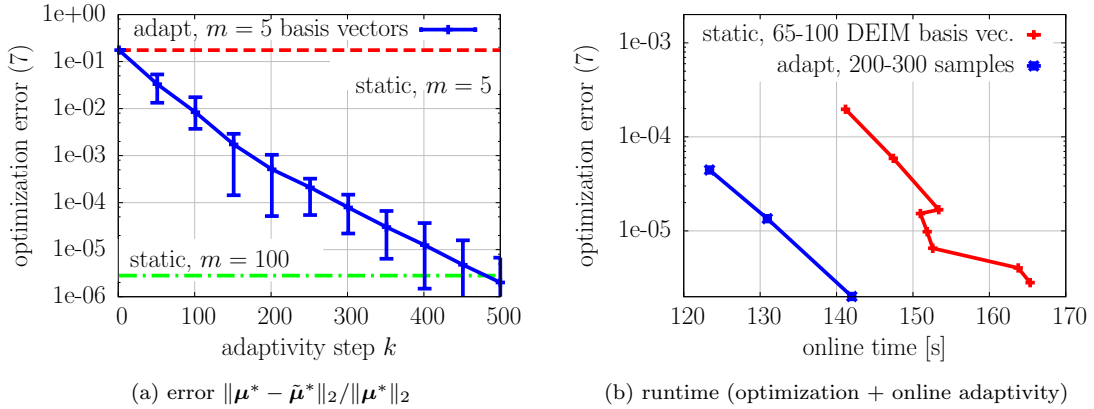 adapt, m = 5 basis vectors
static, m = 5
static, m = 100
optimization error (7)
1e+00
1e-01
1e-02
1e-03
1e-04
1e-05
1e-06
0
100
200
300
400
500
adaptivity step k
(a) error ‖μ* − μ̃*‖₂/‖μ*‖₂
static, 65-100 DEIM basis vec.
adapt, 200-300 samples
optimization error (7)
1e-03
1e-04
1e-05
120
130
140
150
160
170
online time [s]
(b) runtime (optimization + online adaptivity)